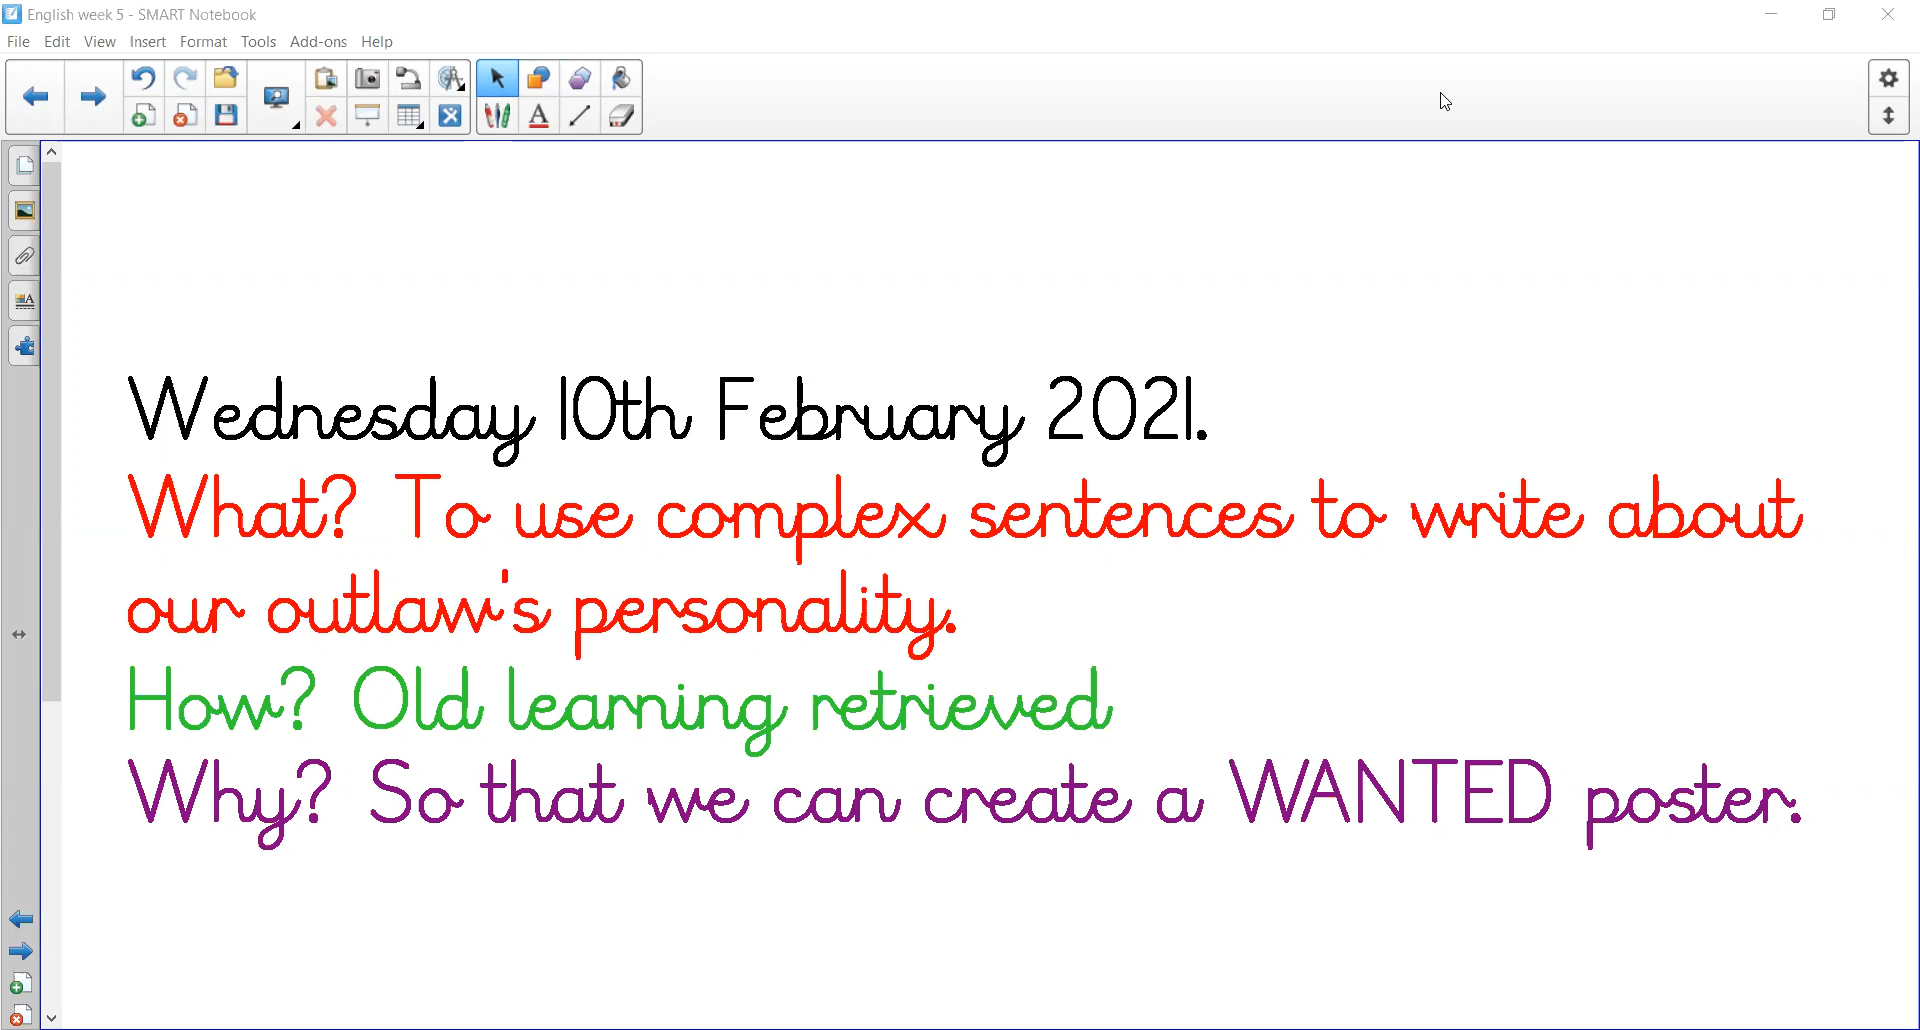 English week 5 - SMART Notebook
File Edit View Insert Format Tools Add-ons Help
Wednesday 10th February 2021.
What? To use complex sentences to write about
our outlaw's personality.
How? Old learning retrieved
Why? So that we can create a WANTED poster.